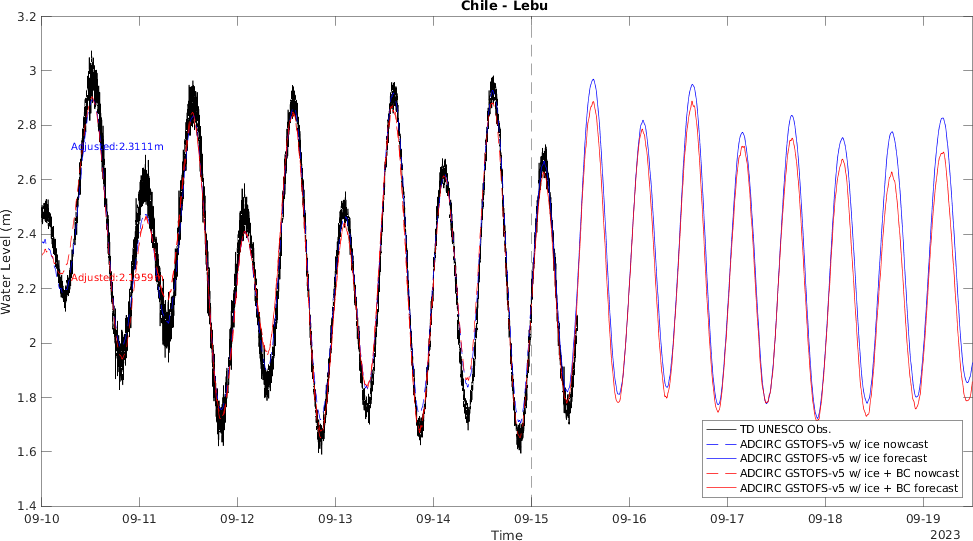 Chile - Lebu
3.2
3
2.8
2.6
2.4
2.2
2
1.8
1.6
1.4
Water Level (m)
Adjusted:2.3111m
TD UNESCO Obs.
ADCIRC GSTOFS-v5 w/ ice nowcast
ADCIRC GSTOFS-v5 w/ ice forecast
ADCIRC GSTOFS-v5 w/ ice + BC nowcast
ADCIRC GSTOFS-v5 w/ ice + BC forecast
09-10
09-11
09-12
09-13
09-14
09-15
09-16
09-17
09-18
09-19
Time
2023